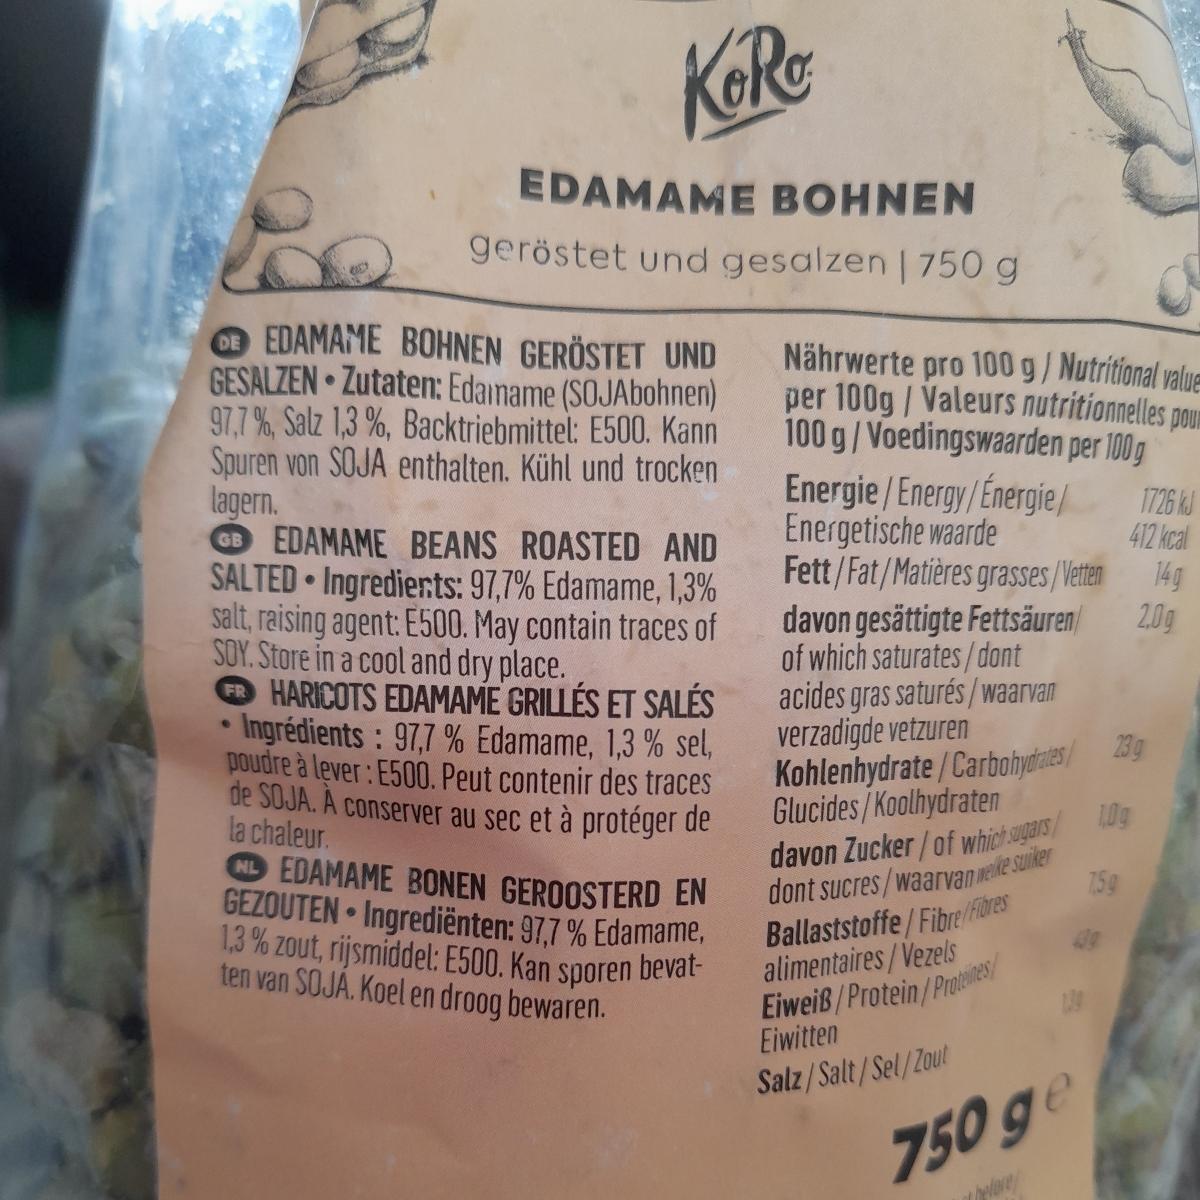 KoRo
EDAMAME BOHNEN
geröstet und gesalzen | 750 g
DE EDAMAME BOHNEN GERÖSTET UND
GESALZEN • Zutaten: Edamame (SOJAbohnen)
97,7 %, Salz 1,3 %, Backtriebmittel: E500. Kann
Spuren von SOJA enthalten. Kühl und trocken
lagern.
GB EDAMAME BEANS ROASTED AND
SALTED • Ingredients: 97,7% Edamame, 1,3%
salt, raising agent: E500. May contain traces of
SOY. Store in a cool and dry place.
FR HARICOTS EDAMAME GRILLÉS ET SALÉS
• Ingrédients : 97,7 % Edamame, 1,3 % sel,
poudre à lever : E500. Peut contenir des traces
de SOJA. À conserver au sec et à protéger de
la chaleur.
NL EDAMAME BONEN GEROOSTERD EN
GEZOUTEN • Ingrediënten: 97,7 % Edamame,
1,3 % zout, rijsmiddel: E500. Kan sporen bevat-
ten van SOJA. Koel en droog bewaren.
Nährwerte pro 100 g / Nutritional value
per 100g / Valeurs nutritionnelles pour
100 g / Voedingswaarden per 100 g
Energie / Energy / Énergie / 1726 kJ
Energetische waarde 412 kcal
Fett / Fat / Matières grasses / Vetten 14 g
davon gesättigte Fettsäuren/ 2,0 g
of which saturates / dont
acides gras saturés / waarvan
verzadigde vetzuren
Kohlenhydrate / Carbohydrates / 23 g
Glucides / Koolhydraten
davon Zucker / of which sugars / 1,0 g
dont sucres / waarvan welke suiker
Ballaststoffe / Fibre / Fibres 7,5 g
alimentaires / Vezels
Eiweiß / Protein / Protéines / 43 g
Eiwitten
Salz / Salt / Sel / Zout 1,3 g
750 g e
before /